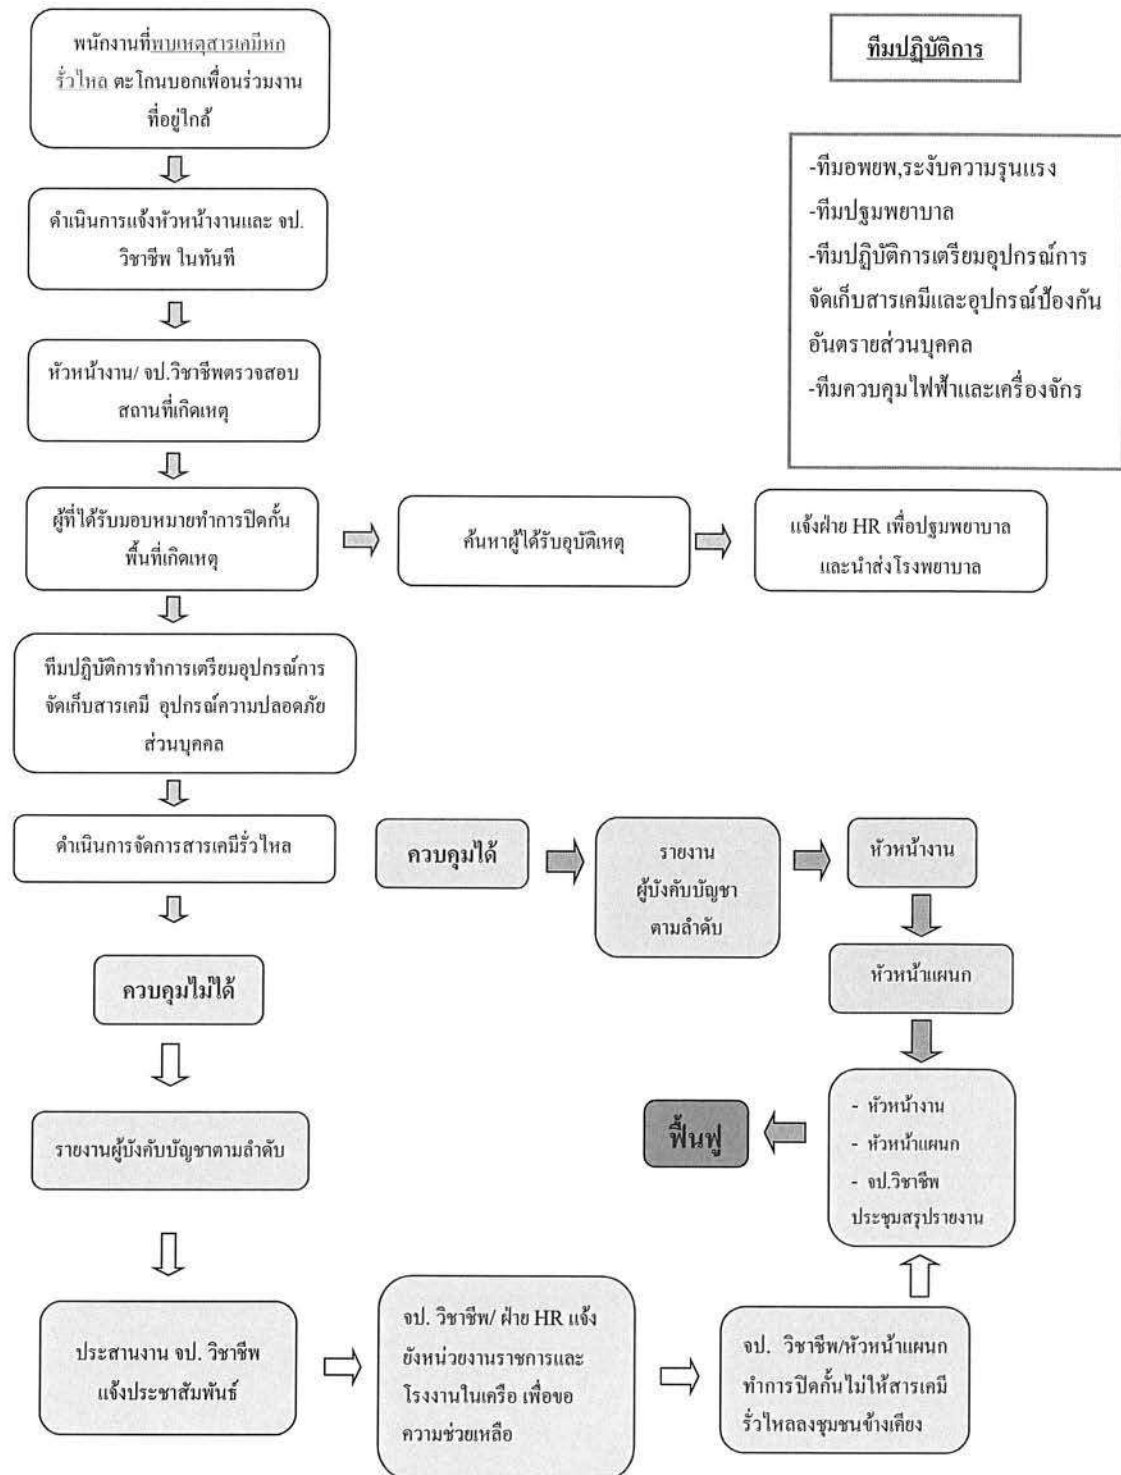 พนักงานที่พบเหตุสารเคมีหก
รั่วไหล ตะโกนบอกเพื่อนร่วมงาน
ที่อยู่ใกล้
ทีมปฏิบัติการ
-ทีมอพยพ,ระงับความรุนแรง
-ทีมปฐมพยาบาล
-ทีมปฏิบัติการเตรียมอุปกรณ์การ
จัดเก็บสารเคมีและอุปกรณ์ป้องกัน
อันตรายส่วนบุคคล
-ทีมควบคุมไฟฟ้าและเครื่องจักร
ดำเนินการแจ้งหัวหน้างานและ จป.
วิชาชีพ ในทันที
หัวหน้างาน/ จป.วิชาชีพตรวจสอบ
สถานที่เกิดเหตุ
ผู้ที่ได้รับมอบหมายทำการปิดกั้น
พื้นที่เกิดเหตุ
ค้นหาผู้ได้รับอุบัติเหตุ
แจ้งฝ่าย HR เพื่อปฐมพยาบาล
และนำส่งโรงพยาบาล
ทีมปฏิบัติการทำการเตรียมอุปกรณ์การ
จัดเก็บสารเคมี อุปกรณ์ความปลอดภัย
ส่วนบุคคล
ดำเนินการจัดการสารเคมีรั่วไหล
ควบคุมได้
รายงาน
ผู้บังคับบัญชา
ตามลำดับ
หัวหน้างาน
หัวหน้าแผนก
ควบคุมไม่ได้
- หัวหน้างาน
- หัวหน้าแผนก
- จป.วิชาชีพ
ประชุมสรุปรายงาน
ฟื้นฟู
รายงานผู้บังคับบัญชาตามลำดับ
ประสานงาน จป. วิชาชีพ
แจ้งประชาสัมพันธ์
จป. วิชาชีพ/ ฝ่าย HR แจ้ง
ยังหน่วยงานราชการและ
โรงงานในเครือ เพื่อขอ
ความช่วยเหลือ
จป. วิชาชีพ/หัวหน้าแผนก
ทำการปิดกั้นไม่ให้สารเคมี
รั่วไหลลงชุมชนข้างเคียง